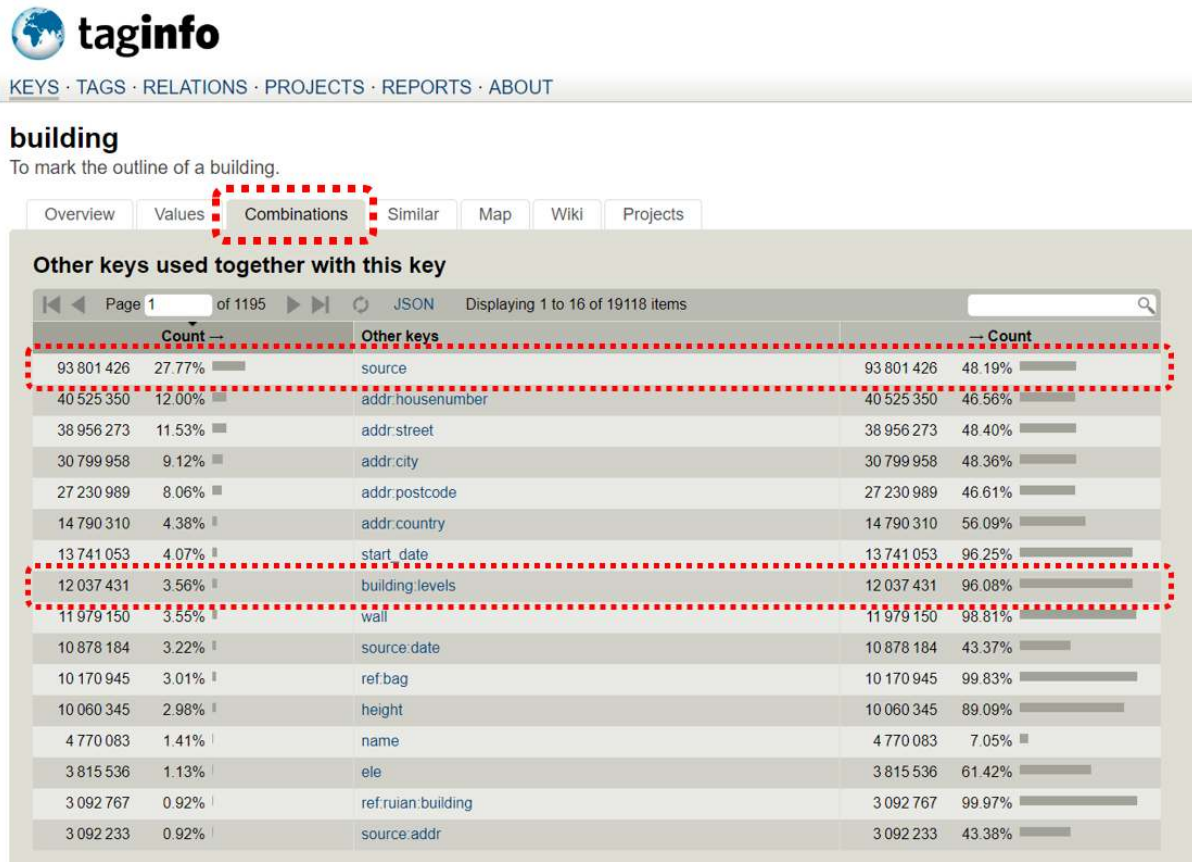 taginfo
KEYS · TAGS · RELATIONS · PROJECTS · REPORTS · ABOUT
building
To mark the outline of a building.
Overview Values Combinations Similar Map Wiki Projects
Other keys used together with this key
Page 1 of 1195 JSON Displaying 1 to 16 of 19118 items
Count → Other keys → Count
93 801 426 27.77% source 93 801 426 48.19%
40 525 350 12.00% addr:housenumber 40 525 350 46.56%
38 956 273 11.53% addr:street 38 956 273 48.40%
30 799 958 9.12% addr:city 30 799 958 48.36%
27 230 989 8.06% addr:postcode 27 230 989 46.61%
14 790 310 4.38% addr:country 14 790 310 56.09%
13 741 053 4.07% start_date 13 741 053 96.25%
12 037 431 3.56% building:levels 12 037 431 96.08%
11 979 150 3.55% wall 11 979 150 98.81%
10 878 184 3.22% source:date 10 878 184 43.37%
10 170 945 3.01% ref:bag 10 170 945 99.83%
10 060 345 2.98% height 10 060 345 89.09%
4 770 083 1.41% name 4 770 083 7.05%
3 815 536 1.13% ele 3 815 536 61.42%
3 092 767 0.92% ref:ruian:building 3 092 767 99.97%
3 092 233 0.92% source:addr 3 092 233 43.38%